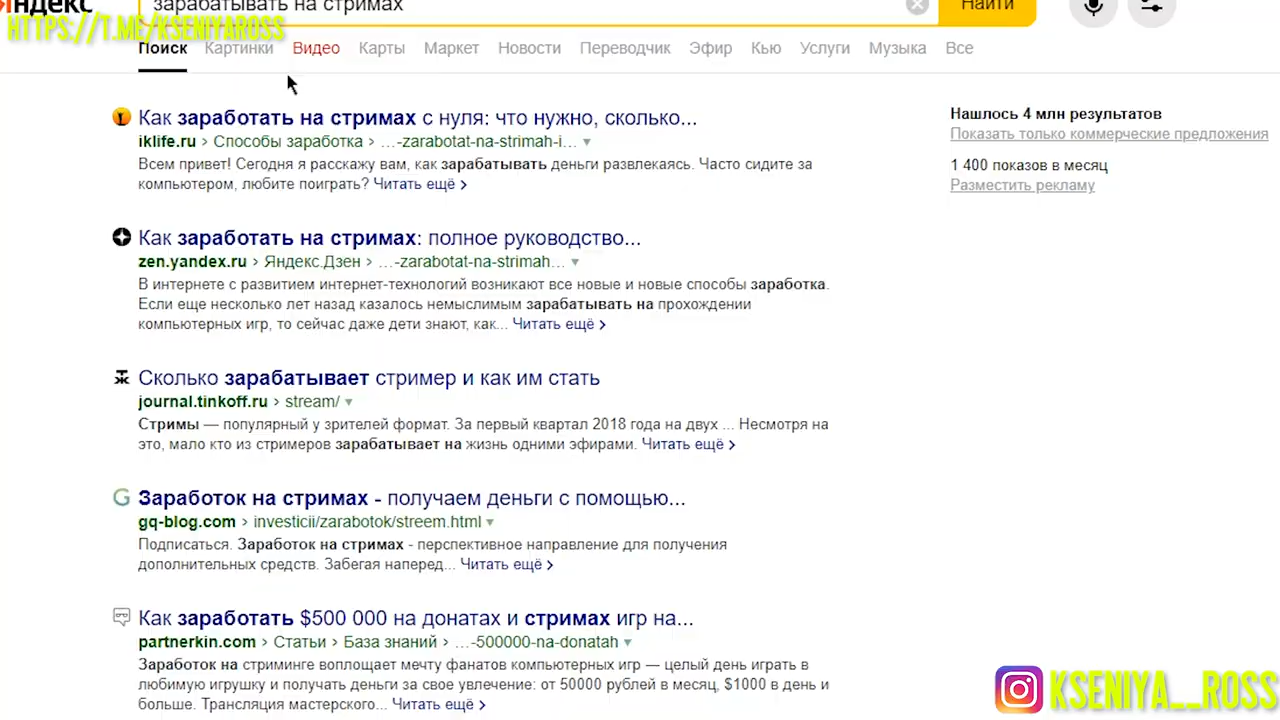 Яндекс
зарабатывать на стримах
Найти
HTTPS://T.ME/KSENIYAROSS
Поиск Картинки Видео Карты Маркет Новости Переводчик Эфир Кью Услуги Музыка Все
Как заработать на стримах с нуля: что нужно, сколько...
iklife.ru > Способы заработка > ...-zarabotat-na-strimah-i...
Всем привет! Сегодня я расскажу вам, как зарабатывать деньги развлекаясь. Часто сидите за
компьютером, любите поиграть? Читать ещё >
Нашлось 4 млн результатов
Показать только коммерческие предложения
1 400 показов в месяц
Разместить рекламу
Как заработать на стримах: полное руководство...
zen.yandex.ru > Яндекс.Дзен > ...-zarabotat-na-strimah...
В интернете с развитием интернет-технологий возникают все новые и новые способы заработка.
Если еще несколько лет назад казалось немыслимым зарабатывать на прохождении
компьютерных игр, то сейчас даже дети знают, как... Читать ещё >
Сколько зарабатывает стример и как им стать
journal.tinkoff.ru > stream/
Стримы — популярный у зрителей формат. За первый квартал 2018 года на двух ... Несмотря на
это, мало кто из стримеров зарабатывает на жизнь одними эфирами. Читать ещё >
Заработок на стримах - получаем деньги с помощью...
gq-blog.com > investicii/zarabotok/streem.html
Подписаться. Заработок на стримах - перспективное направление для получения
дополнительных средств. Забегая наперед... Читать ещё >
Как заработать $500 000 на донатах и стримах игр на...
partnerkin.com > Статьи > База знаний > ...-500000-na-donatah
Заработок на стриминге воплощает мечту фанатов компьютерных игр — целый день играть в
любимую игрушку и получать деньги за свое увлечение: от 50000 рублей в месяц, $1000 в день и
больше. Трансляция мастерского... Читать ещё >
KSENIYA__ROSS